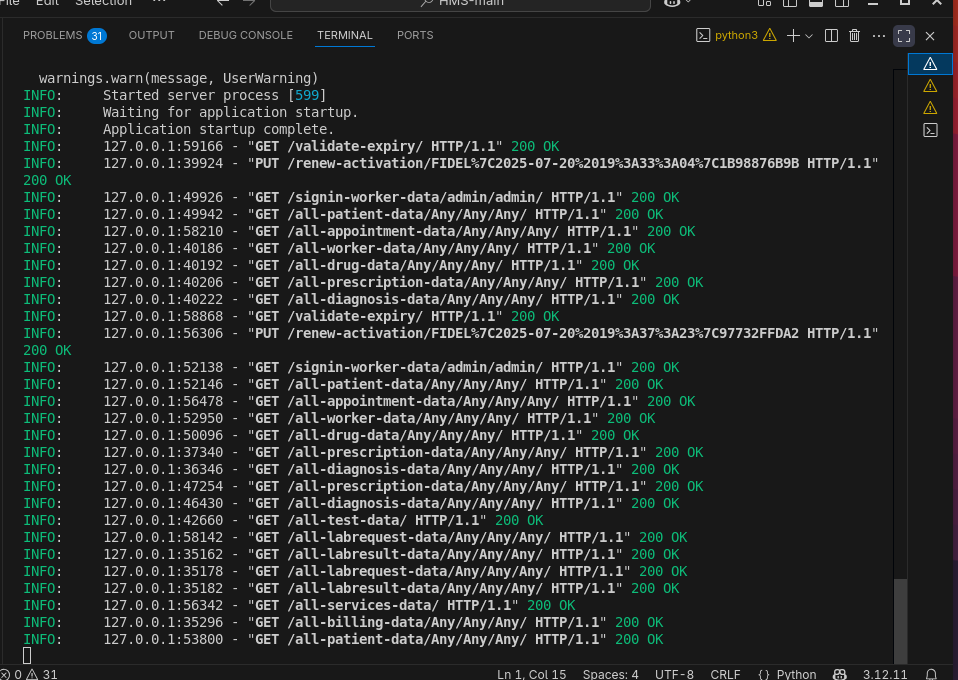 File Edit Selection ··· HMS-main
PROBLEMS 31 OUTPUT DEBUG CONSOLE TERMINAL PORTS python3
warnings.warn(message, UserWarning)
INFO: Started server process [599]
INFO: Waiting for application startup.
INFO: Application startup complete.
INFO: 127.0.0.1:59166 - "GET /validate-expiry/ HTTP/1.1" 200 OK
INFO: 127.0.0.1:39924 - "PUT /renew-activation/FIDEL%7C2025-07-20%2019%3A33%3A04%7C1B98876B9B HTTP/1.1"
200 OK
INFO: 127.0.0.1:49926 - "GET /signin-worker-data/admin/admin/ HTTP/1.1" 200 OK
INFO: 127.0.0.1:49942 - "GET /all-patient-data/Any/Any/Any/ HTTP/1.1" 200 OK
INFO: 127.0.0.1:58210 - "GET /all-appointment-data/Any/Any/Any/ HTTP/1.1" 200 OK
INFO: 127.0.0.1:40186 - "GET /all-worker-data/Any/Any/Any/ HTTP/1.1" 200 OK
INFO: 127.0.0.1:40192 - "GET /all-drug-data/Any/Any/Any/ HTTP/1.1" 200 OK
INFO: 127.0.0.1:40206 - "GET /all-prescription-data/Any/Any/Any/ HTTP/1.1" 200 OK
INFO: 127.0.0.1:40222 - "GET /all-diagnosis-data/Any/Any/Any/ HTTP/1.1" 200 OK
INFO: 127.0.0.1:58868 - "GET /validate-expiry/ HTTP/1.1" 200 OK
INFO: 127.0.0.1:56306 - "PUT /renew-activation/FIDEL%7C2025-07-20%2019%3A37%3A23%7C97732FFDA2 HTTP/1.1"
200 OK
INFO: 127.0.0.1:52138 - "GET /signin-worker-data/admin/admin/ HTTP/1.1" 200 OK
INFO: 127.0.0.1:52146 - "GET /all-patient-data/Any/Any/Any/ HTTP/1.1" 200 OK
INFO: 127.0.0.1:56478 - "GET /all-appointment-data/Any/Any/Any/ HTTP/1.1" 200 OK
INFO: 127.0.0.1:52950 - "GET /all-worker-data/Any/Any/Any/ HTTP/1.1" 200 OK
INFO: 127.0.0.1:50096 - "GET /all-drug-data/Any/Any/Any/ HTTP/1.1" 200 OK
INFO: 127.0.0.1:37340 - "GET /all-prescription-data/Any/Any/Any/ HTTP/1.1" 200 OK
INFO: 127.0.0.1:36346 - "GET /all-diagnosis-data/Any/Any/Any/ HTTP/1.1" 200 OK
INFO: 127.0.0.1:47254 - "GET /all-prescription-data/Any/Any/Any/ HTTP/1.1" 200 OK
INFO: 127.0.0.1:46430 - "GET /all-diagnosis-data/Any/Any/Any/ HTTP/1.1" 200 OK
INFO: 127.0.0.1:42660 - "GET /all-test-data/ HTTP/1.1" 200 OK
INFO: 127.0.0.1:58142 - "GET /all-labrequest-data/Any/Any/Any/ HTTP/1.1" 200 OK
INFO: 127.0.0.1:35162 - "GET /all-labresult-data/Any/Any/Any/ HTTP/1.1" 200 OK
INFO: 127.0.0.1:35178 - "GET /all-labrequest-data/Any/Any/Any/ HTTP/1.1" 200 OK
INFO: 127.0.0.1:35182 - "GET /all-labresult-data/Any/Any/Any/ HTTP/1.1" 200 OK
INFO: 127.0.0.1:56342 - "GET /all-services-data/ HTTP/1.1" 200 OK
INFO: 127.0.0.1:35296 - "GET /all-billing-data/Any/Any/Any/ HTTP/1.1" 200 OK
INFO: 127.0.0.1:53800 - "GET /all-patient-data/Any/Any/Any/ HTTP/1.1" 200 OK
0 31 Ln 1, Col 15 Spaces: 4 UTF-8 CRLF {} Python 3.12.11